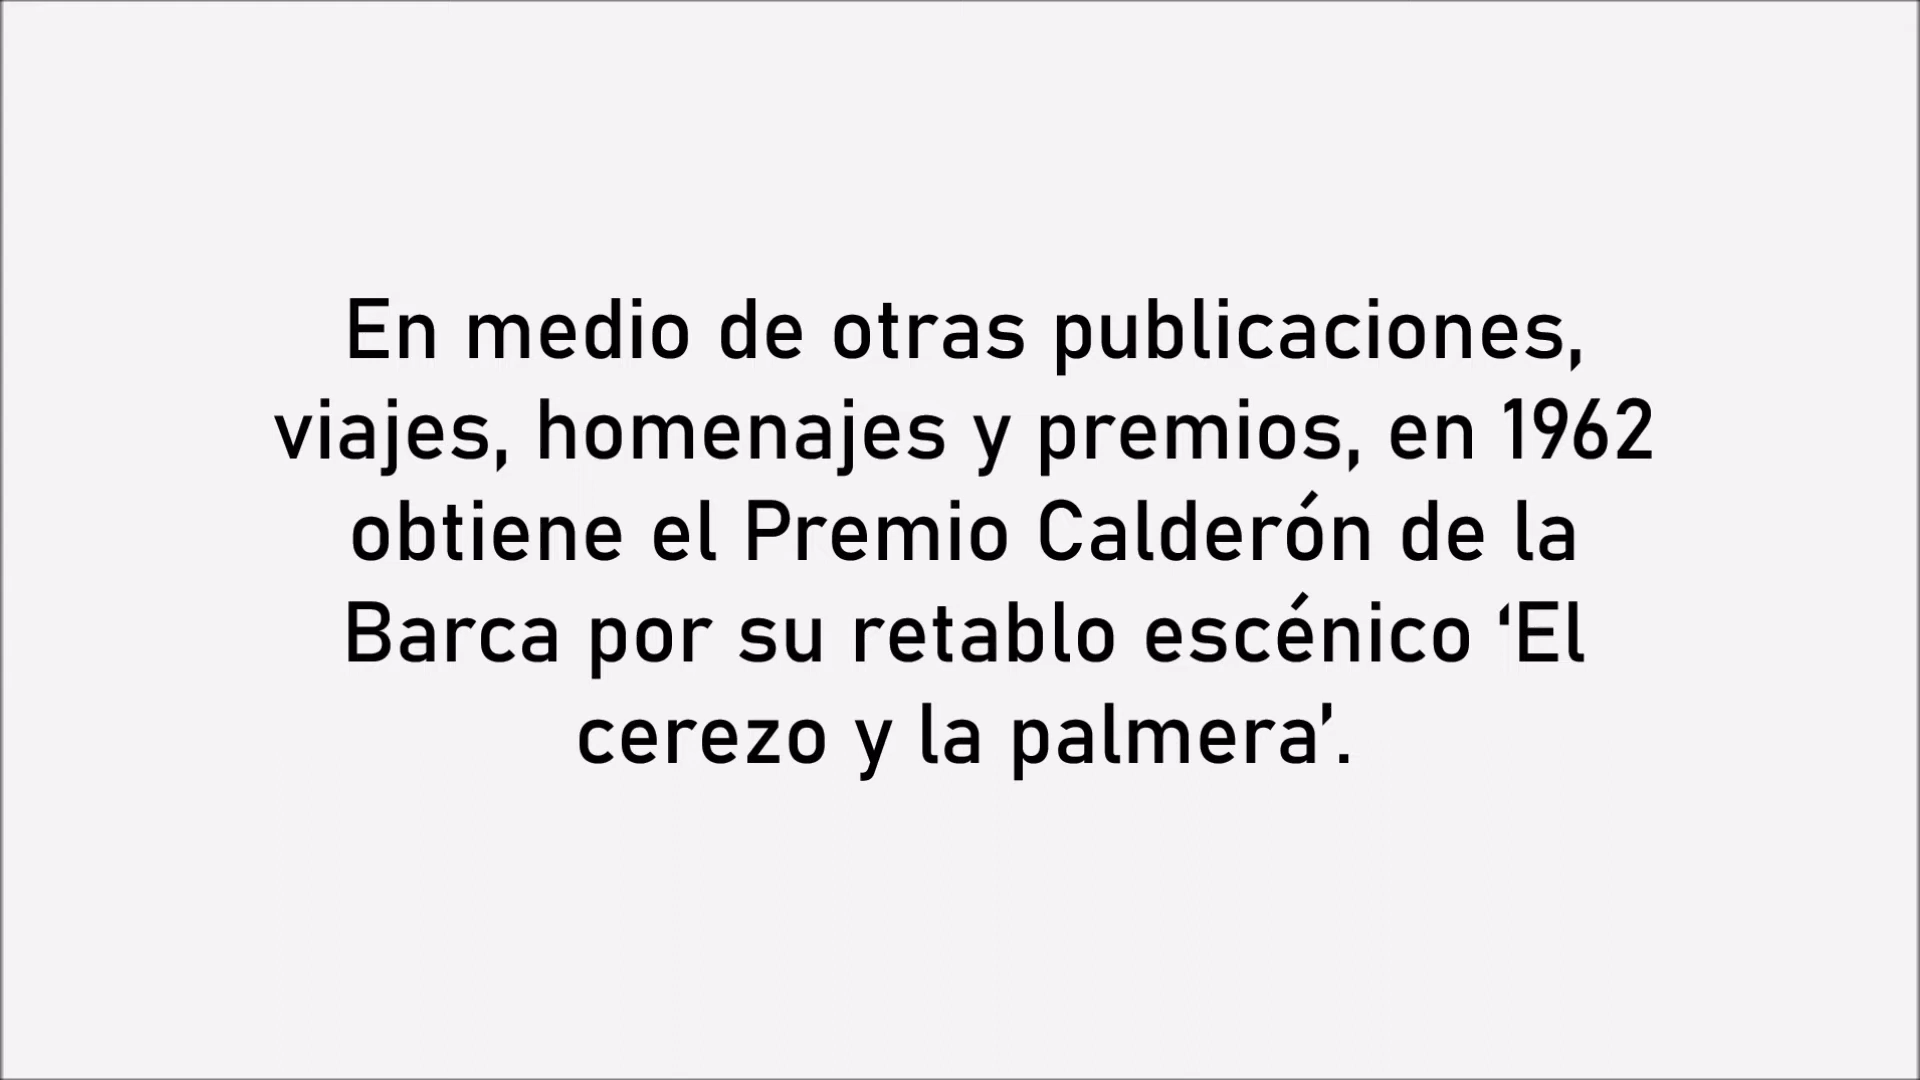 En medio de otras publicaciones,
viajes, homenajes y premios, en 1962
obtiene el Premio Calderón de la
Barca por su retablo escénico ‘El
cerezo y la palmera’.